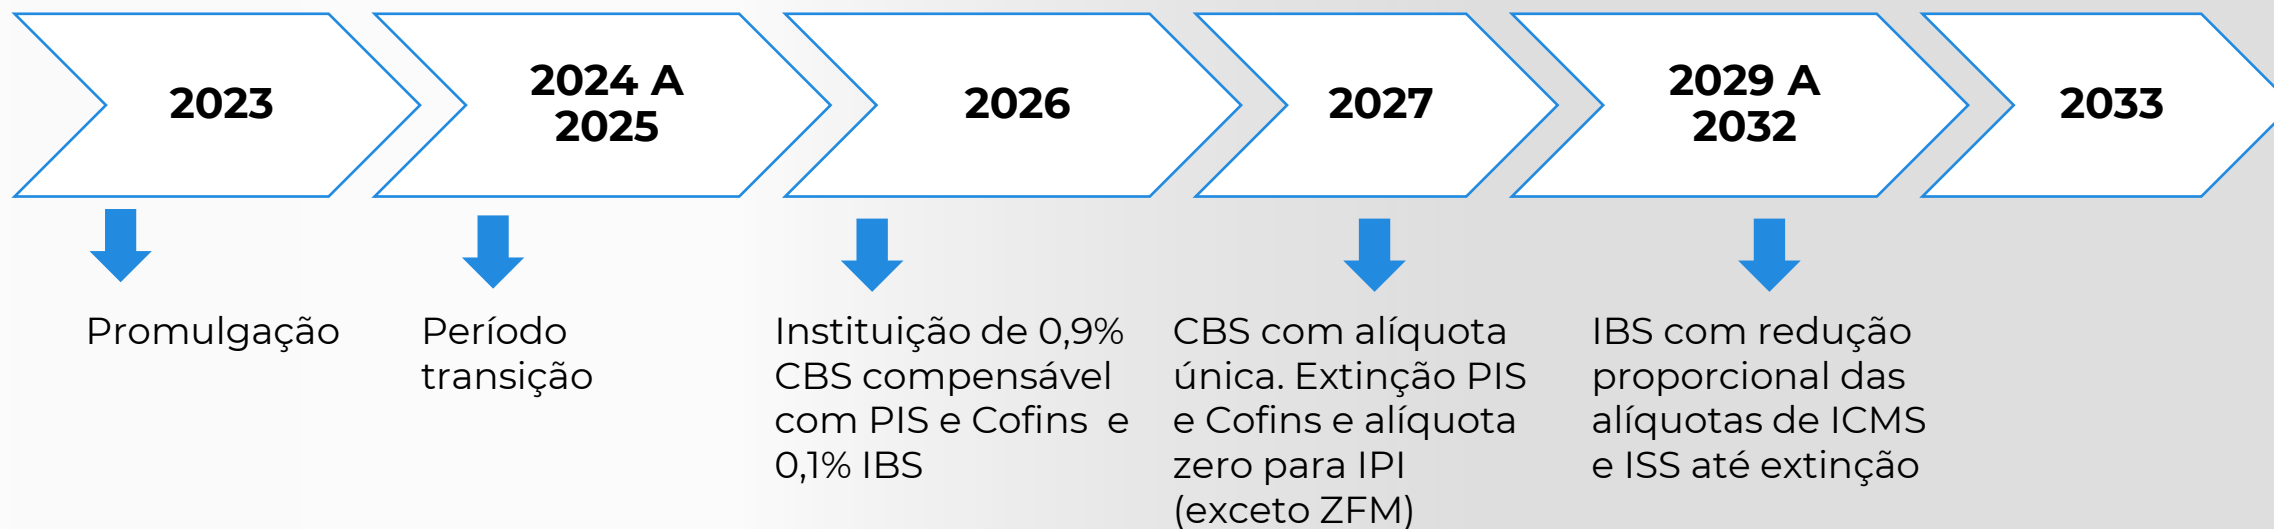 2023
2024 A
2025
2026
2027
2029 A
2032
2033
Promulgação
Período
transição
Instituição de 0,9%
CBS compensável
com PIS e Cofins  e
0,1% IBS
CBS com alíquota
única. Extinção PIS
e Cofins e alíquota
zero para IPI
(exceto ZFM)
IBS com redução
proporcional das
alíquotas de ICMS
e ISS até extinção